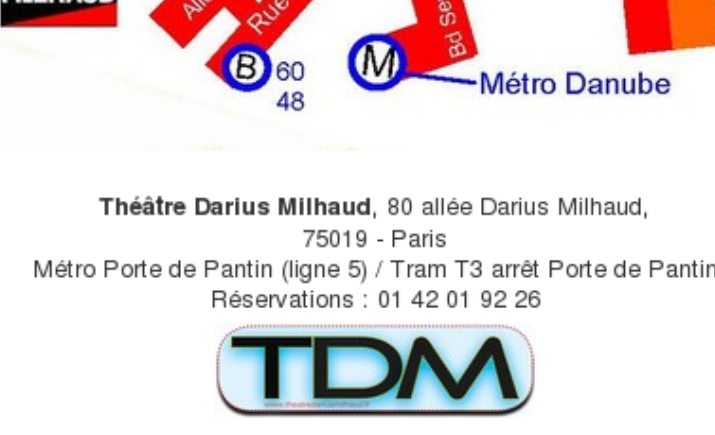 MILHAUD
Rue
B
60
48
M
Bd Se
Métro Danube
Théâtre Darius Milhaud, 80 allée Darius Milhaud,
75019 - Paris
Métro Porte de Pantin (ligne 5) / Tram T3 arrêt Porte de Pantin
Réservations : 01 42 01 92 26
TDM